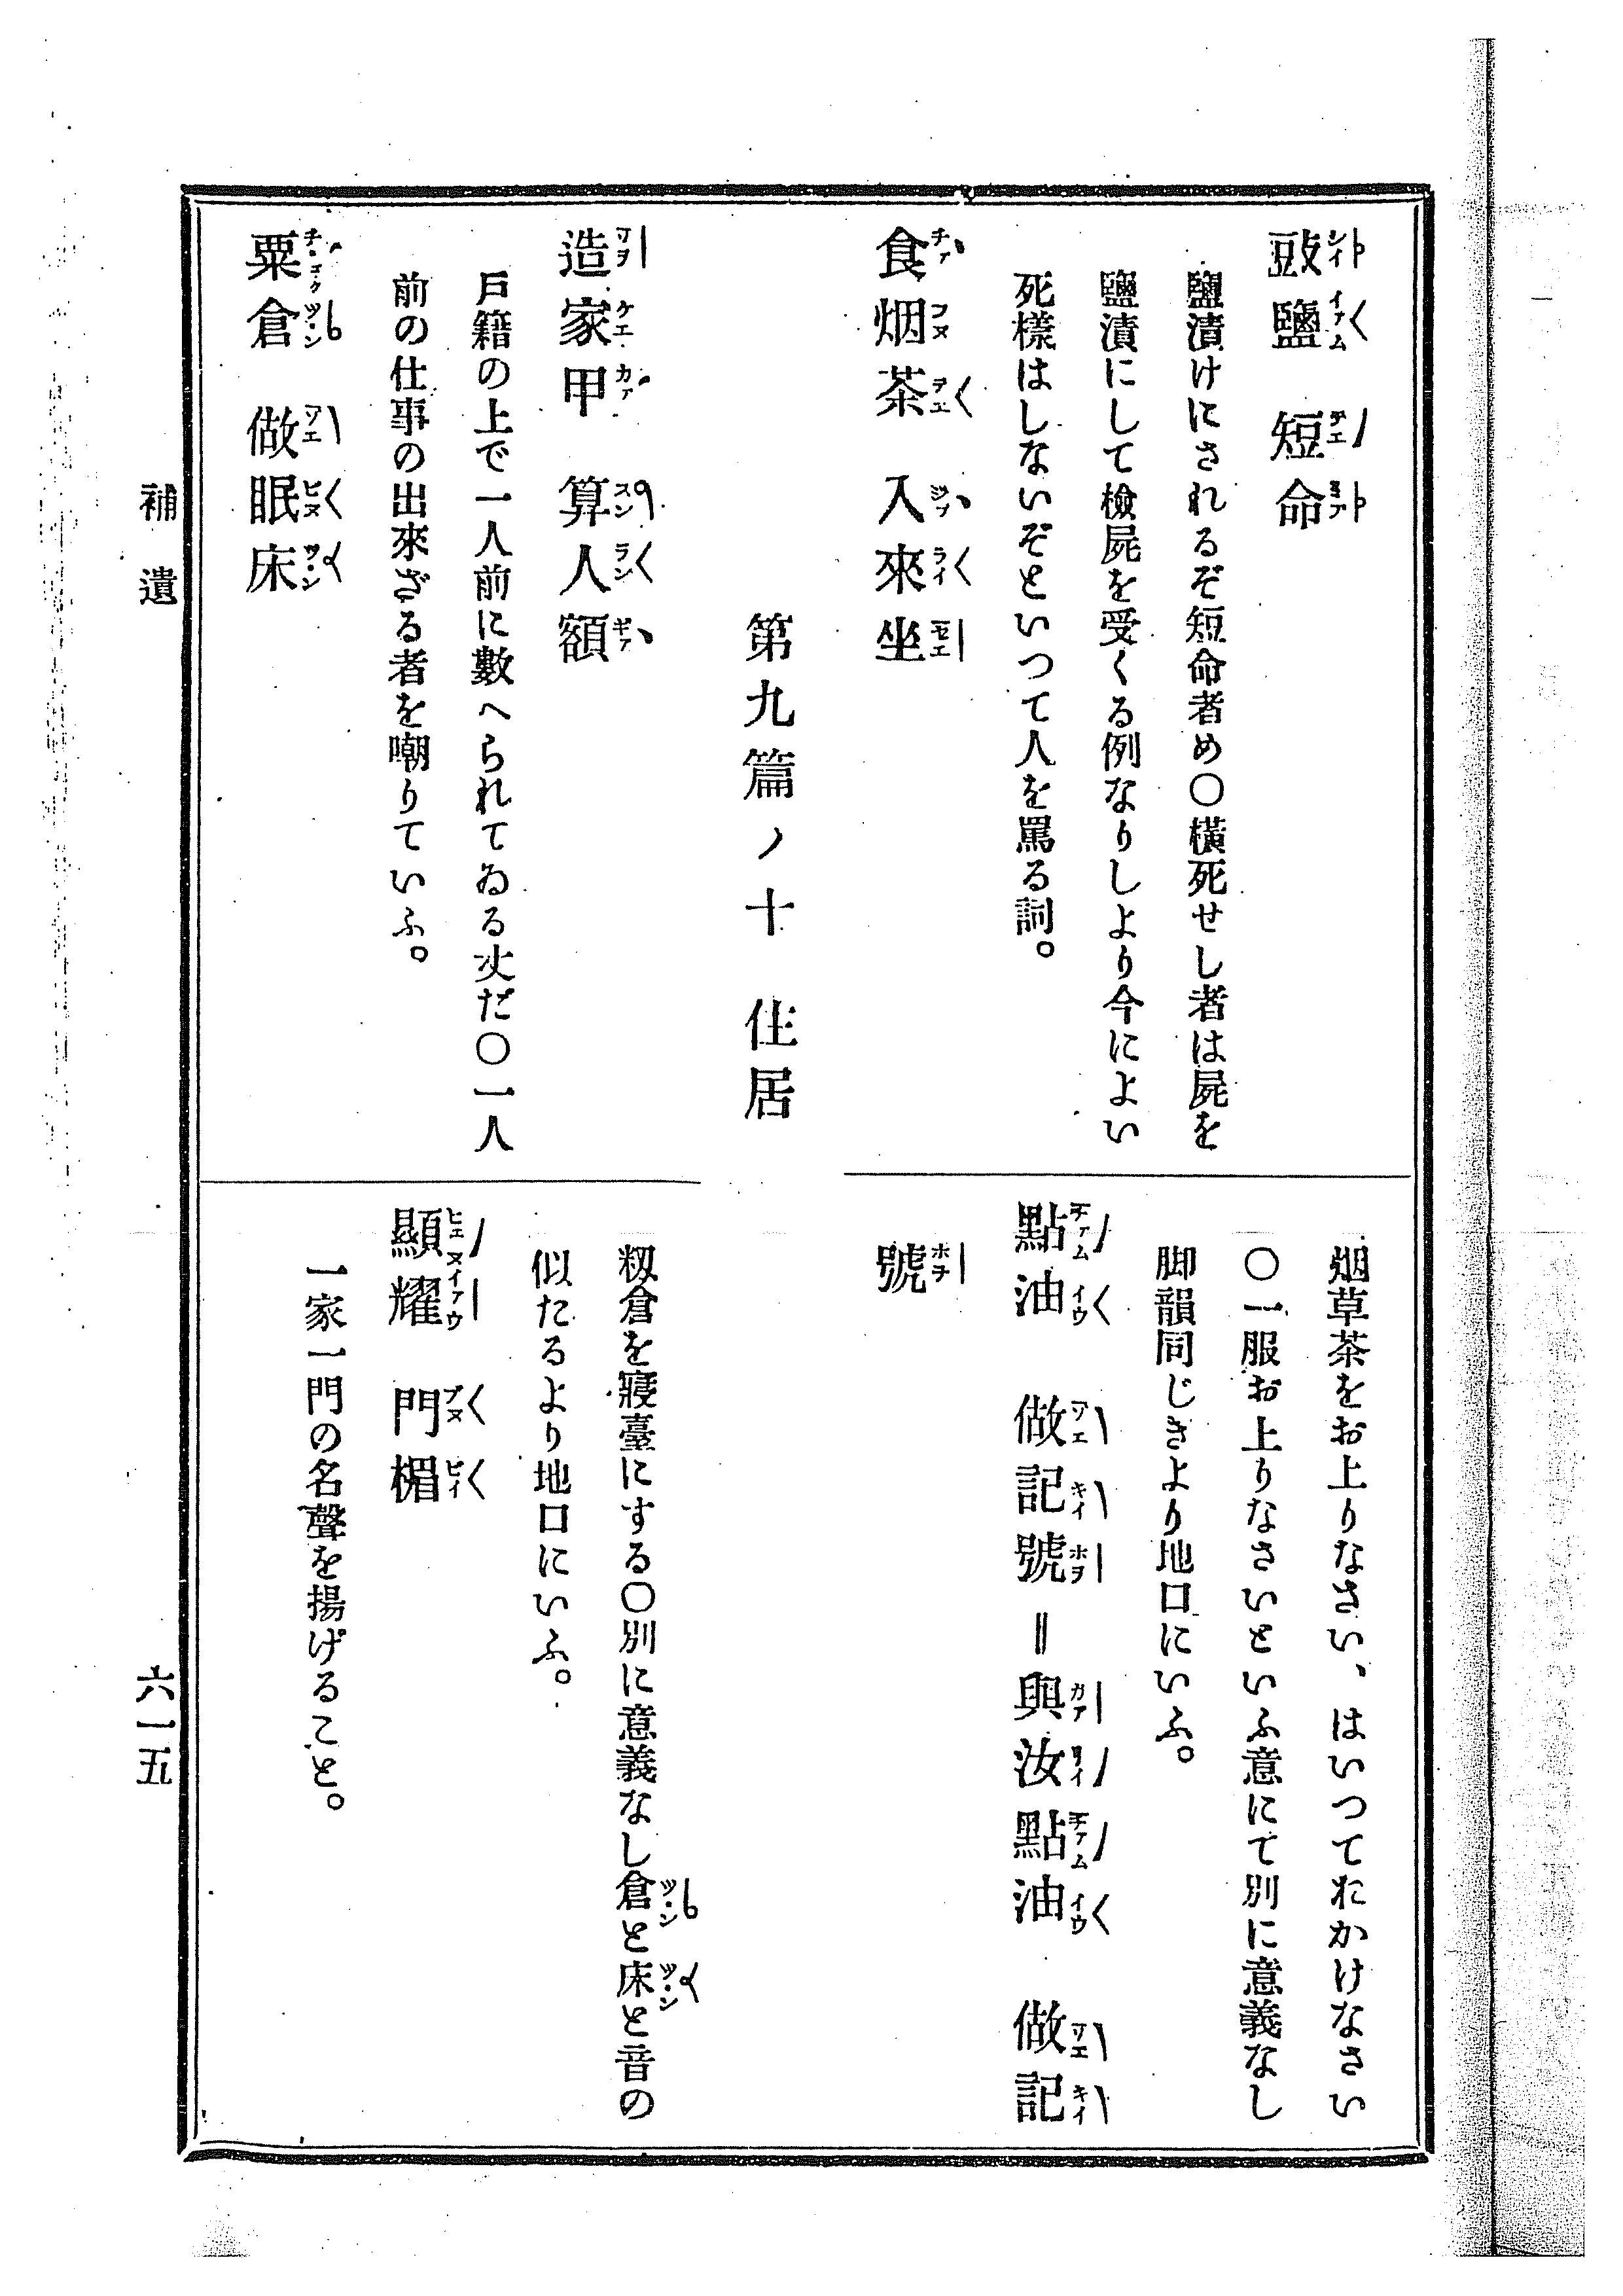 豉鹽 短命
鹽漬けにされるぞ短命者め〇橫死せし者は屍を
鹽漬にして檢屍を受くる例なりしより今によい
死樣はしないぞといつて人を罵る詞。
食烟茶 入來坐
烟草茶をお上りなさい、はいつておかけなさい
〇一服お上りなさいといふ意にて別に意義なし
脚韻同じきより地口にいふ。
點油 做記號=與汝點油 做記
號
第九篇ノ十 住居
造家甲 算人額
戶籍の上で一人前に數へられてゐる丈だ〇一人
前の仕事の出來ざる者を嘲りていふ。
粟倉 做眠床
籾倉を寢臺にする〇別に意義なし倉と床と音の
似たるより地口にいふ。
顯耀 門楣
一家一門の名聲を揚げること。
補遺
六一五